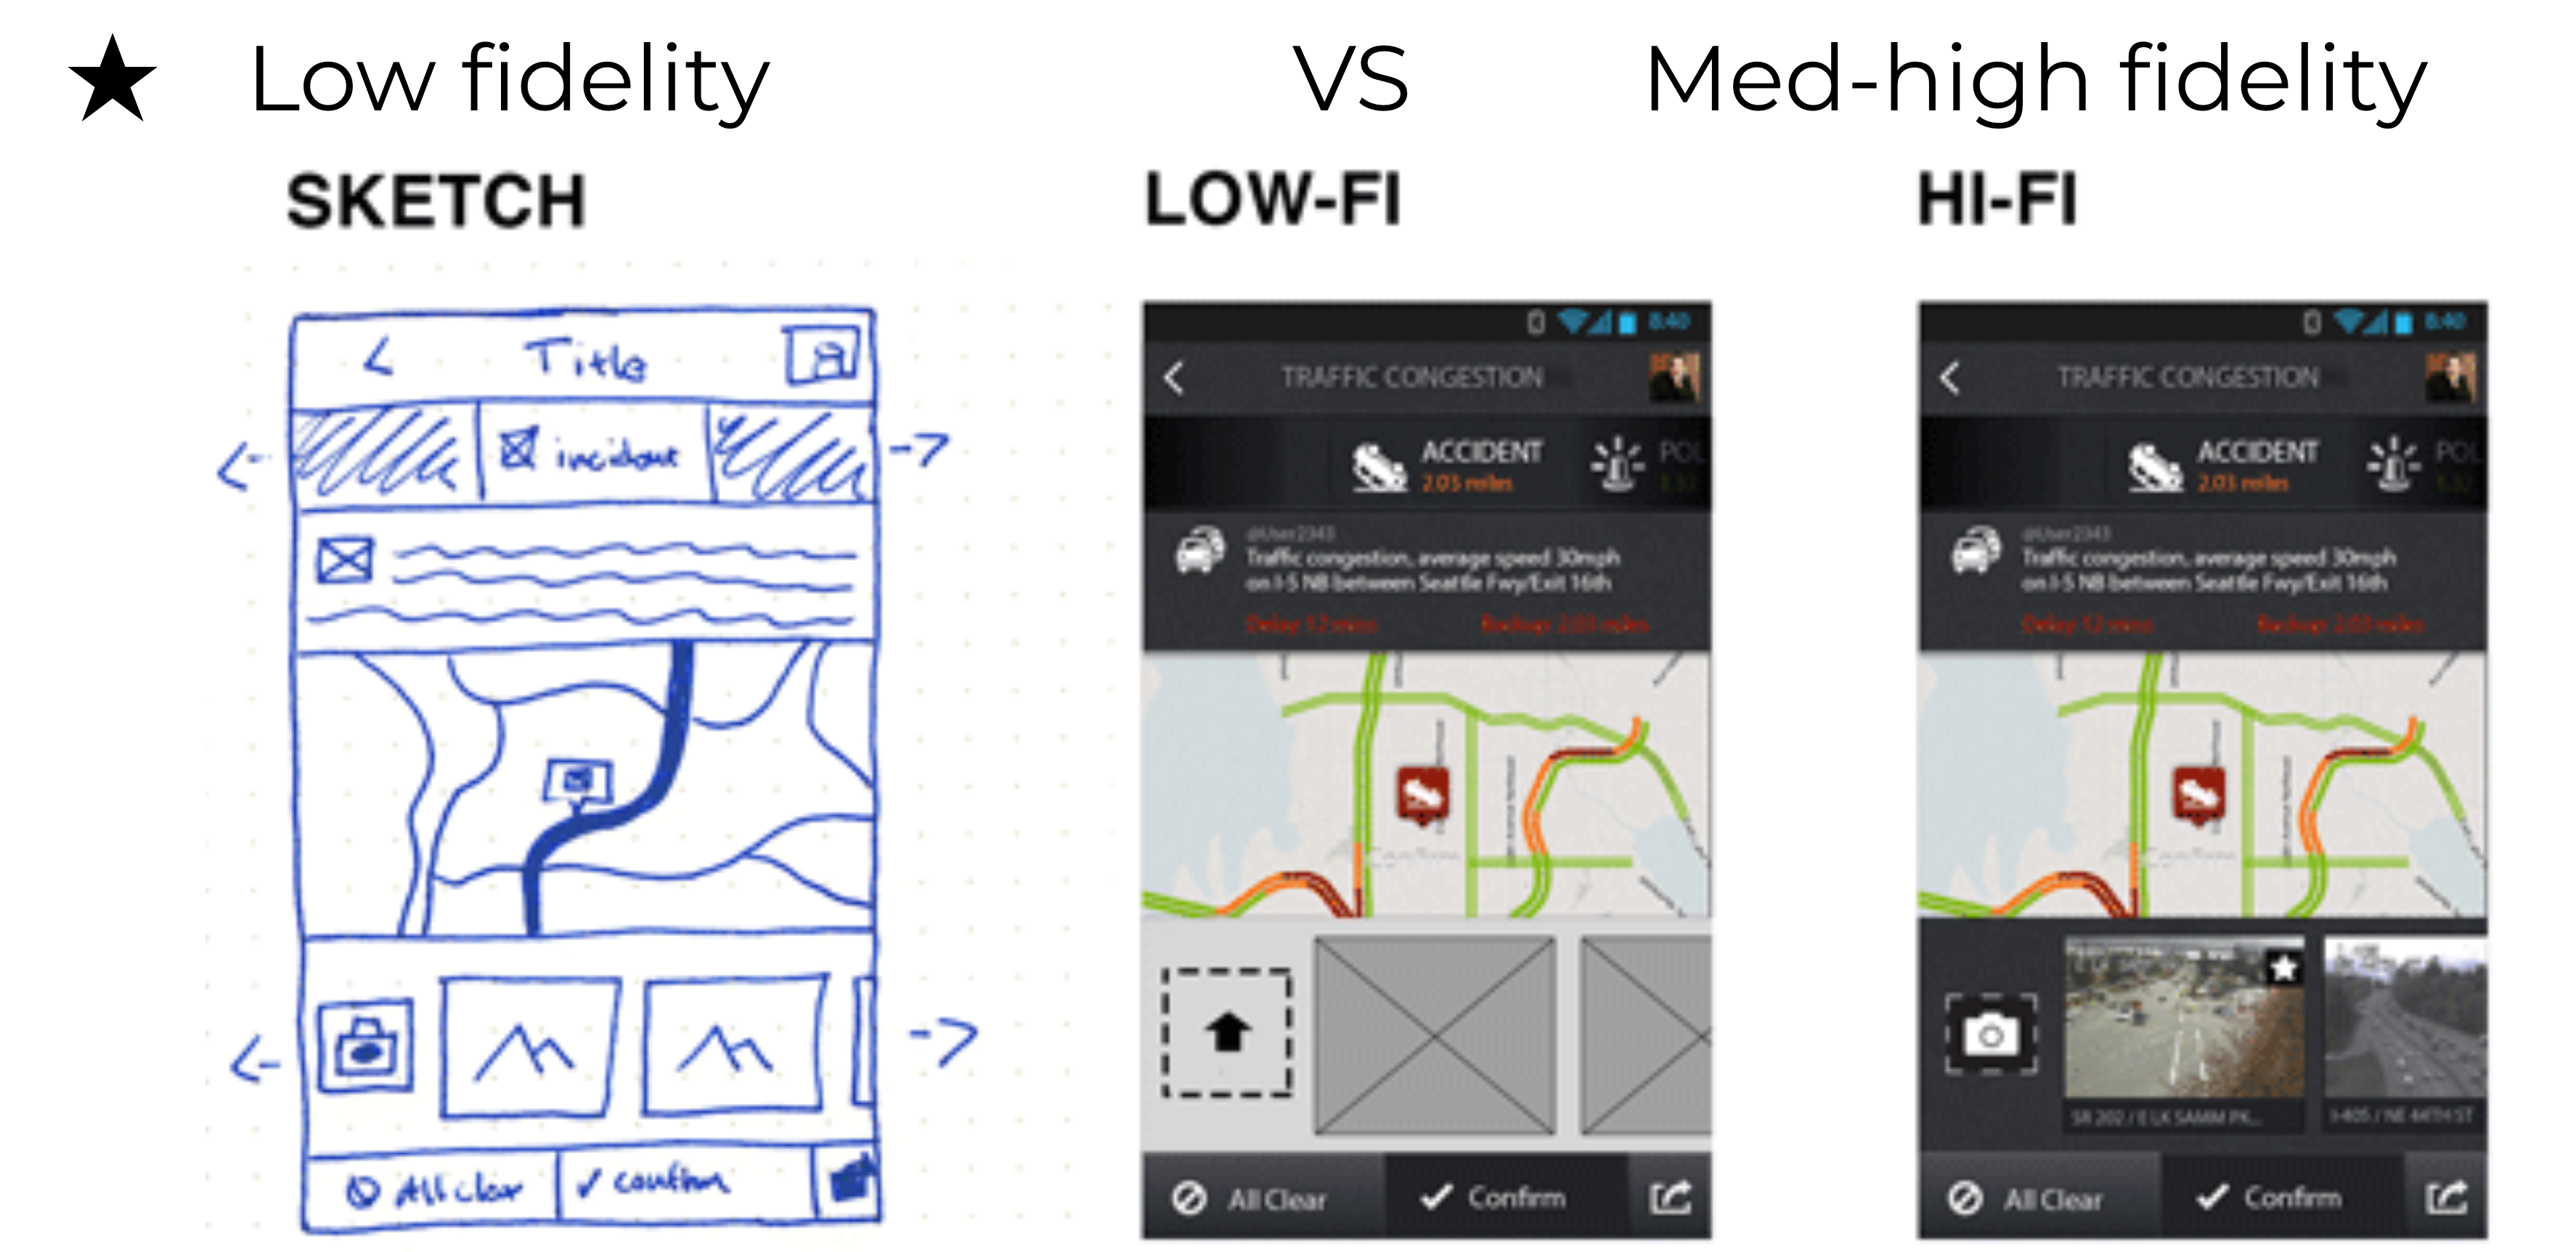 ★ Low fidelity VS Med-high fidelity
SKETCH
Title
incident
All clear
✓ confirm
LOW-FI
8:40
TRAFFIC CONGESTION
ACCIDENT
2.03 miles
POL
@User2343
Traffic congestion, average speed 30mph
on I-5 NB between Seattle Fwy/Exit 16th
Delay: 12 mins Backup: 2.03 miles
All Clear
✓ Confirm
HI-FI
8:40
TRAFFIC CONGESTION
ACCIDENT
2.03 miles
POL
@User2343
Traffic congestion, average speed 30mph
on I-5 NB between Seattle Fwy/Exit 16th
Delay: 12 mins Backup: 2.03 miles
SR 202 / E LK SAMM PK... I-405 / NE 44TH ST
All Clear
✓ Confirm